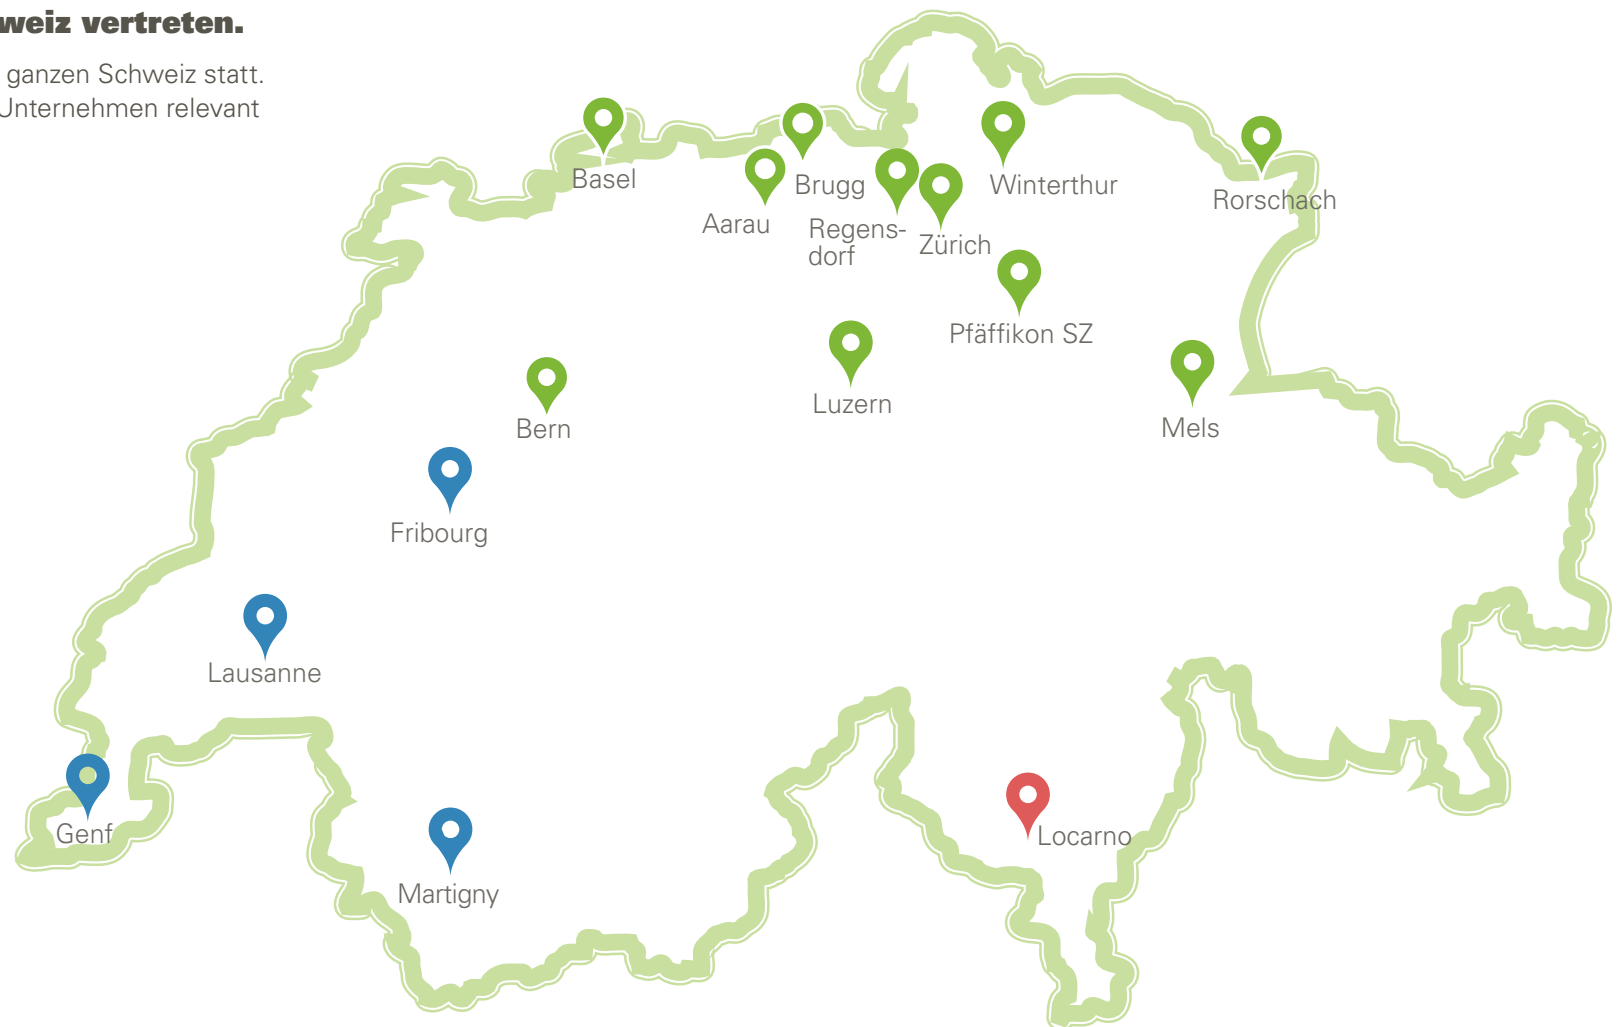 weiz vertreten.
ganzen Schweiz statt.
Unternehmen relevant
Basel
Brugg
Winterthur
Rorschach
Aarau
Regens-
dorf
Zürich
Pfäffikon SZ
Luzern
Bern
Mels
Fribourg
Lausanne
Genf
Locarno
Martigny